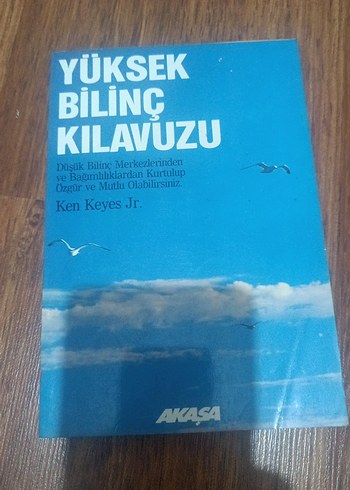 YÜKSEK
BİLİNÇ
KILAVUZU
Düşük Bilinç Merkezlerinden
ve Bağımlılıklardan Kurtulup
Özgür ve Mutlu Olabilirsiniz.
Ken Keyes Jr.
AKAŞA